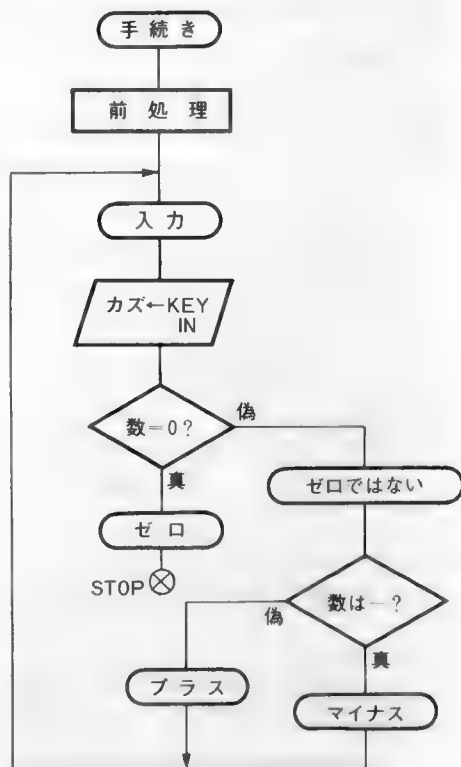 手続き
前処理
入力
カズ←KEY
IN
数=0?
偽
真
ゼロではない
ゼロ
STOP
数は-?
偽
真
プラス
マイナス